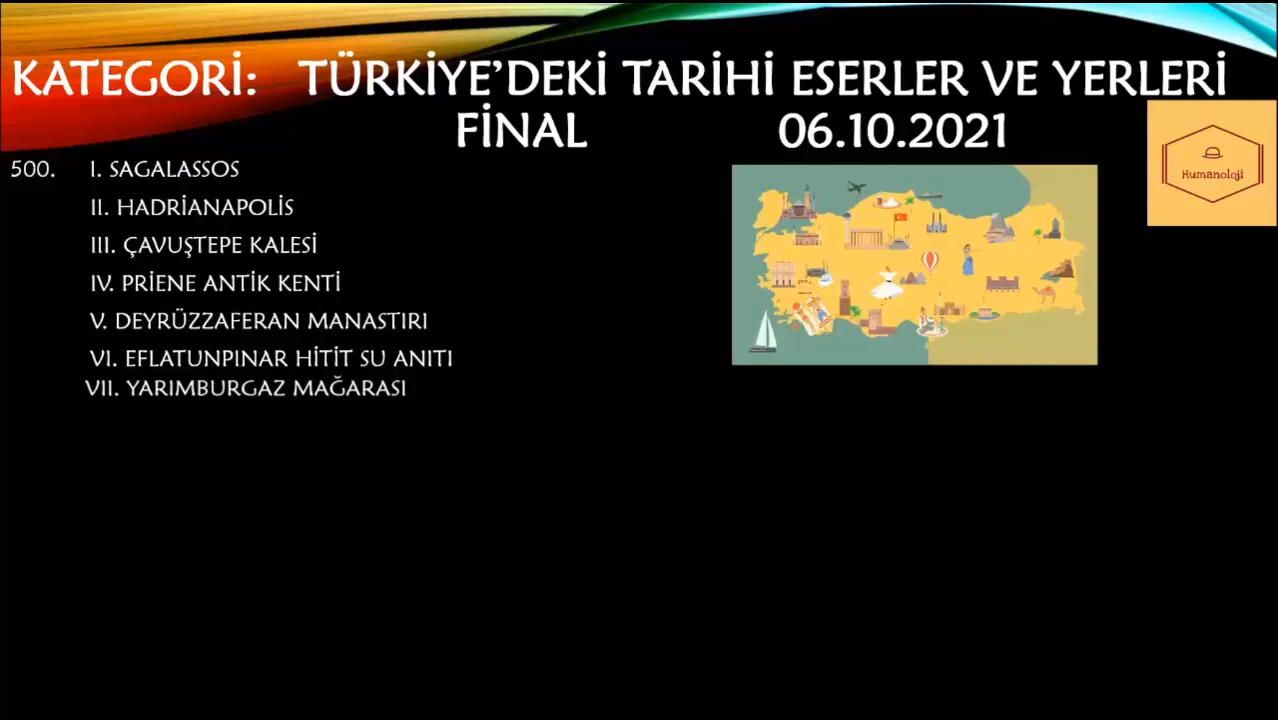 KATEGORİ: TÜRKİYE’DEKİ TARİHİ ESERLER VE YERLERİ
FİNAL 06.10.2021
Humanoloji
500. I. SAGALASSOS
II. HADRİANAPOLİS
III. ÇAVUŞTEPE KALESİ
IV. PRİENE ANTİK KENTİ
V. DEYRÜZZAFERAN MANASTIRI
VI. EFLATUNPINAR HİTİT SU ANITI
VII. YARIMBURGAZ MAĞARASI